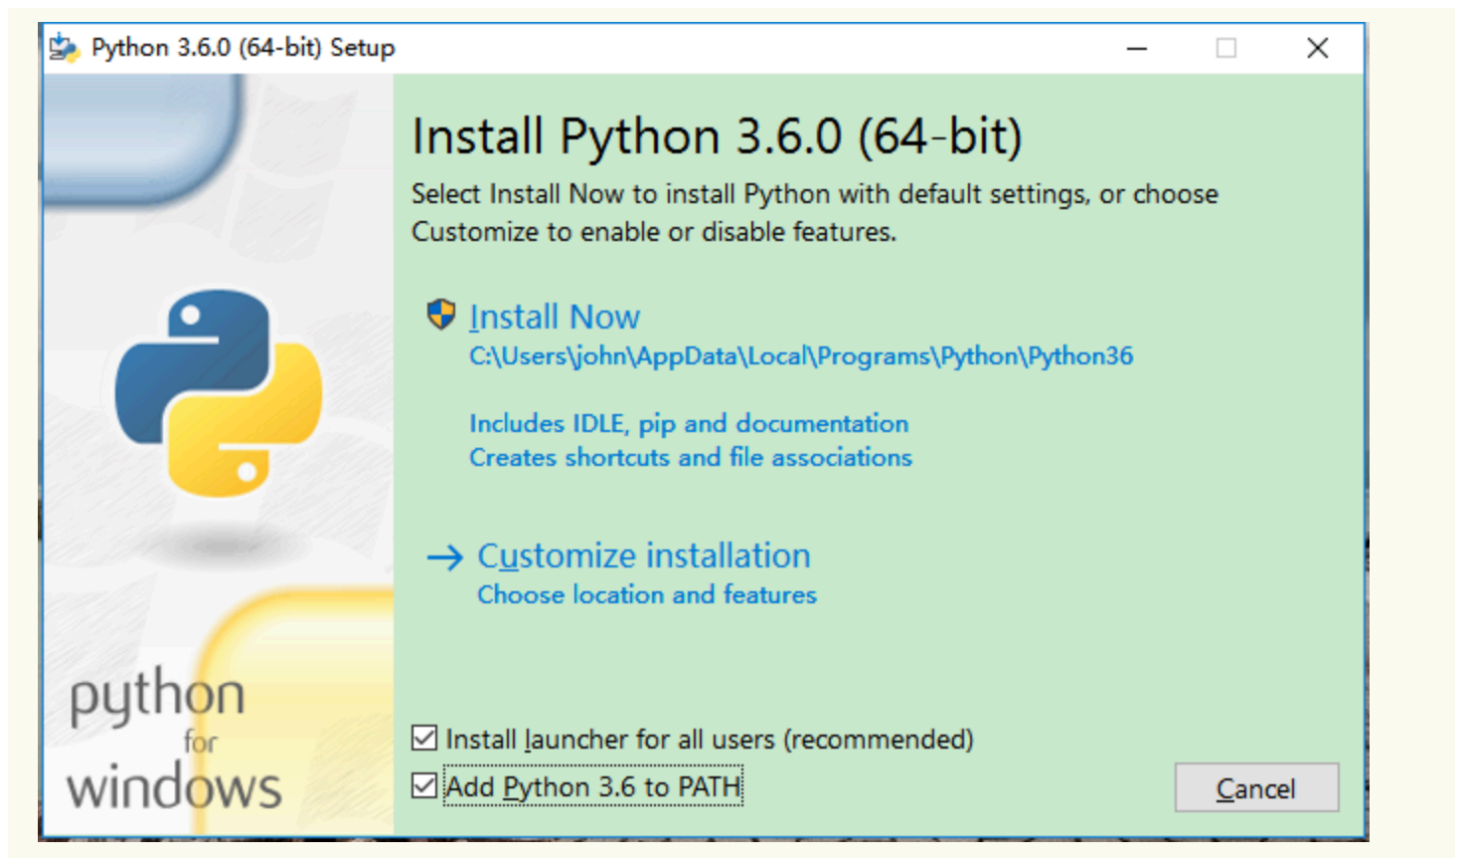 Python 3.6.0 (64-bit) Setup
Install Python 3.6.0 (64-bit)
Select Install Now to install Python with default settings, or choose
Customize to enable or disable features.
Install Now
C:\Users\john\AppData\Local\Programs\Python\Python36
Includes IDLE, pip and documentation
Creates shortcuts and file associations
Customize installation
Choose location and features
python
for
windows
Install launcher for all users (recommended)
Add Python 3.6 to PATH
Cancel